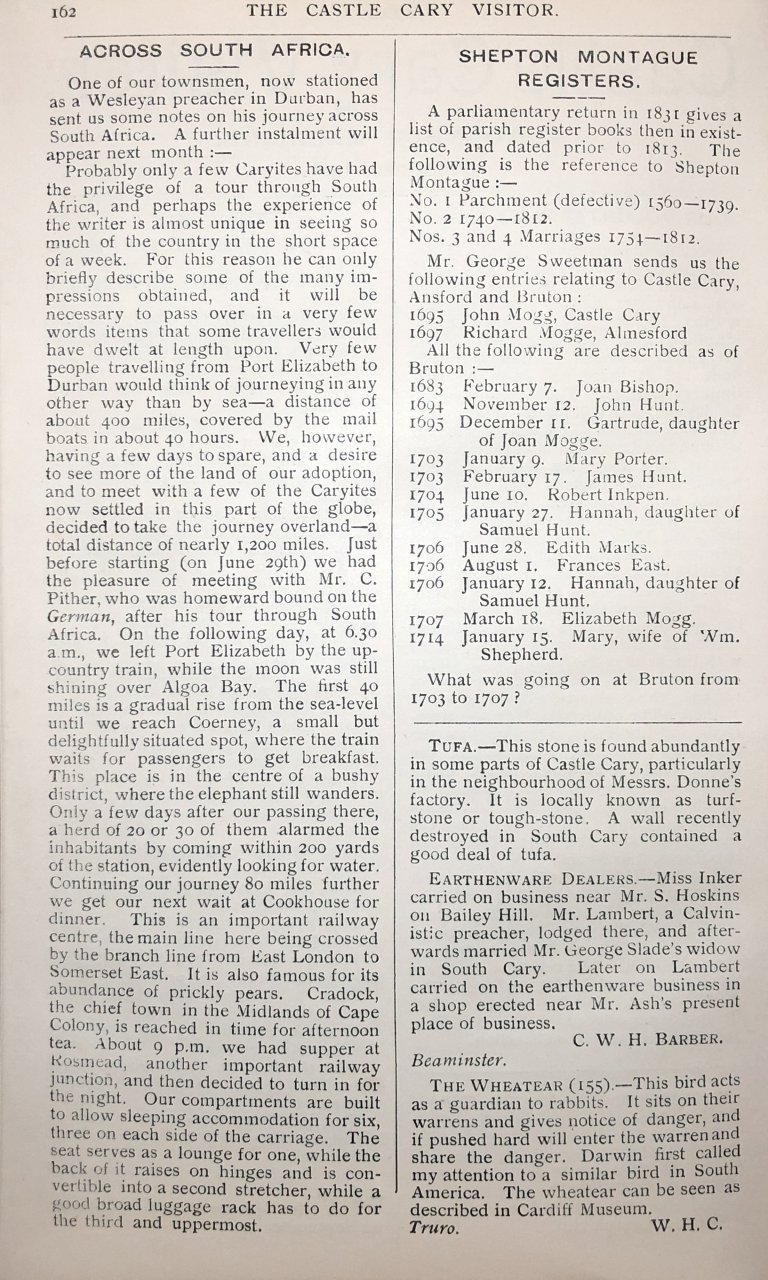 162
THE CASTLE CARY VISITOR.
ACROSS SOUTH AFRICA.
One of our townsmen, now stationed
as a Wesleyan preacher in Durban, has
sent us some notes on his journey across
South Africa. A further instalment will
appear next month :—
Probably only a few Caryites have had
the privilege of a tour through South
Africa, and perhaps the experience of
the writer is almost unique in seeing so
much of the country in the short space
of a week. For this reason he can only
briefly describe some of the many im-
pressions obtained, and it will be
necessary to pass over in a very few
words items that some travellers would
have dwelt at length upon. Very few
people travelling from Port Elizabeth to
Durban would think of journeying in any
other way than by sea—a distance of
about 400 miles, covered by the mail
boats in about 40 hours. We, however,
having a few days to spare, and a desire
to see more of the land of our adoption,
and to meet with a few of the Caryites
now settled in this part of the globe,
decided to take the journey overland—a
total distance of nearly 1,200 miles. Just
before starting (on June 29th) we had
the pleasure of meeting with Mr. C.
Pither, who was homeward bound on the
German, after his tour through South
Africa. On the following day, at 6.30
a.m., we left Port Elizabeth by the up-
country train, while the moon was still
shining over Algoa Bay. The first 40
miles is a gradual rise from the sea-level
until we reach Coerney, a small but
delightfully situated spot, where the train
waits for passengers to get breakfast.
This place is in the centre of a bushy
district, where the elephant still wanders.
Only a few days after our passing there,
a herd of 20 or 30 of them alarmed the
inhabitants by coming within 200 yards
of the station, evidently looking for water.
Continuing our journey 80 miles further
we get our next wait at Cookhouse for
dinner. This is an important railway
centre, the main line here being crossed
by the branch line from East London to
Somerset East. It is also famous for its
abundance of prickly pears. Cradock,
the chief town in the Midlands of Cape
Colony, is reached in time for afternoon
tea. About 9 p.m. we had supper at
Rosmead, another important railway
junction, and then decided to turn in for
the night. Our compartments are built
to allow sleeping accommodation for six,
three on each side of the carriage. The
seat serves as a lounge for one, while the
back of it raises on hinges and is con-
vertible into a second stretcher, while a
good broad luggage rack has to do for
the third and uppermost.
SHEPTON MONTAGUE
REGISTERS.
A parliamentary return in 1831 gives a
list of parish register books then in exist-
ence, and dated prior to 1813. The
following is the reference to Shepton
Montague :—
No. 1 Parchment (defective) 1560—1739.
No. 2 1740—1812.
Nos. 3 and 4 Marriages 1754—1812.
Mr. George Sweetman sends us the
following entries relating to Castle Cary,
Ansford and Bruton :
1695 John Mogg, Castle Cary
1697 Richard Mogge, Almesford
All the following are described as of
Bruton :—
1683 February 7. Joan Bishop.
1694 November 12. John Hunt.
1695 December 11. Gartrude, daughter
of Joan Mogge.
1703 January 9. Mary Porter.
1703 February 17. James Hunt.
1704 June 10. Robert Inkpen.
1705 January 27. Hannah, daughter of
Samuel Hunt.
1706 June 28. Edith Marks.
1706 August 1. Frances East.
1706 January 12. Hannah, daughter of
Samuel Hunt.
1707 March 18. Elizabeth Mogg.
1714 January 15. Mary, wife of Wm.
Shepherd.
What was going on at Bruton from
1703 to 1707 ?
TUFA.—This stone is found abundantly
in some parts of Castle Cary, particularly
in the neighbourhood of Messrs. Donne's
factory. It is locally known as turf-
stone or tough-stone. A wall recently
destroyed in South Cary contained a
good deal of tufa.
EARTHENWARE DEALERS.—Miss Inker
carried on business near Mr. S. Hoskins
on Bailey Hill. Mr. Lambert, a Calvin-
istic preacher, lodged there, and after-
wards married Mr. George Slade's widow
in South Cary. Later on Lambert
carried on the earthenware business in
a shop erected near Mr. Ash's present
place of business.
C. W. H. BARBER.
Beaminster.
THE WHEATEAR (155).—This bird acts
as a guardian to rabbits. It sits on their
warrens and gives notice of danger, and
if pushed hard will enter the warren and
share the danger. Darwin first called
my attention to a similar bird in South
America. The wheatear can be seen as
described in Cardiff Museum.
Truro. W. H. C.